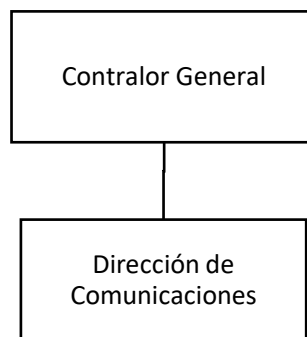 Contralor General
Dirección de
Comunicaciones